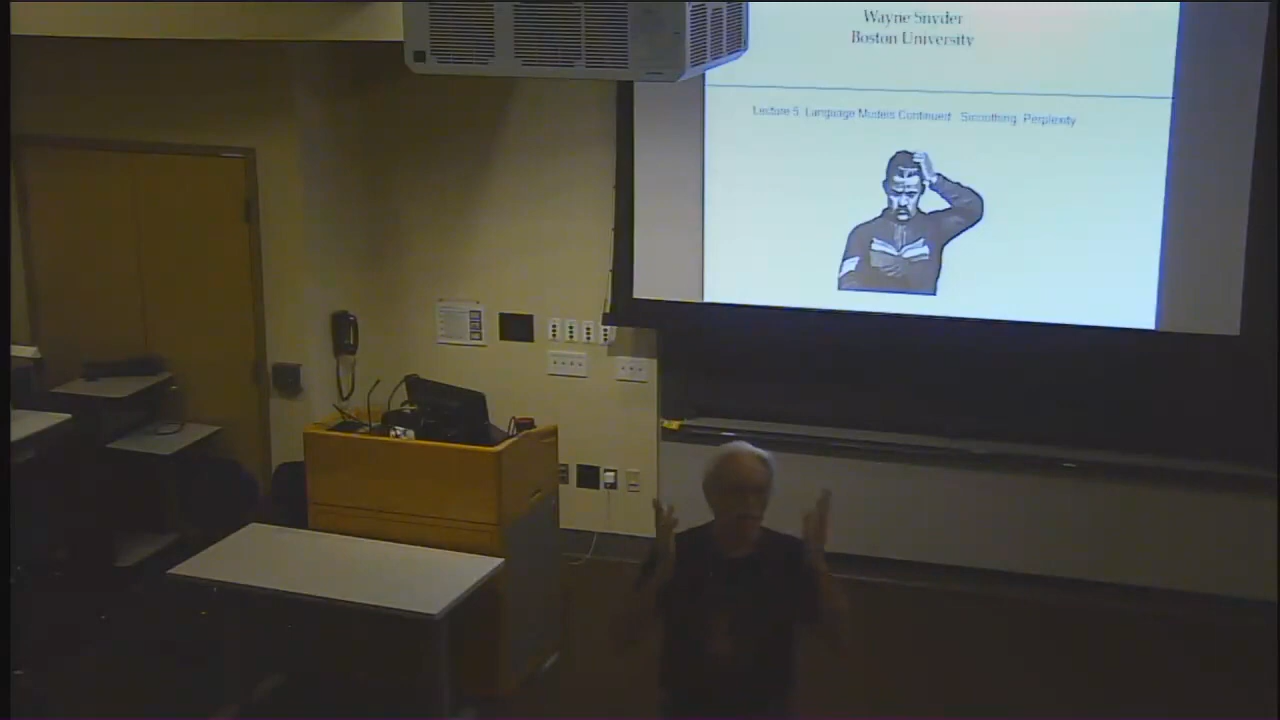 Wayne Snyder
Boston University
Lecture 5: Language Models Continued: Smoothing, Perplexity